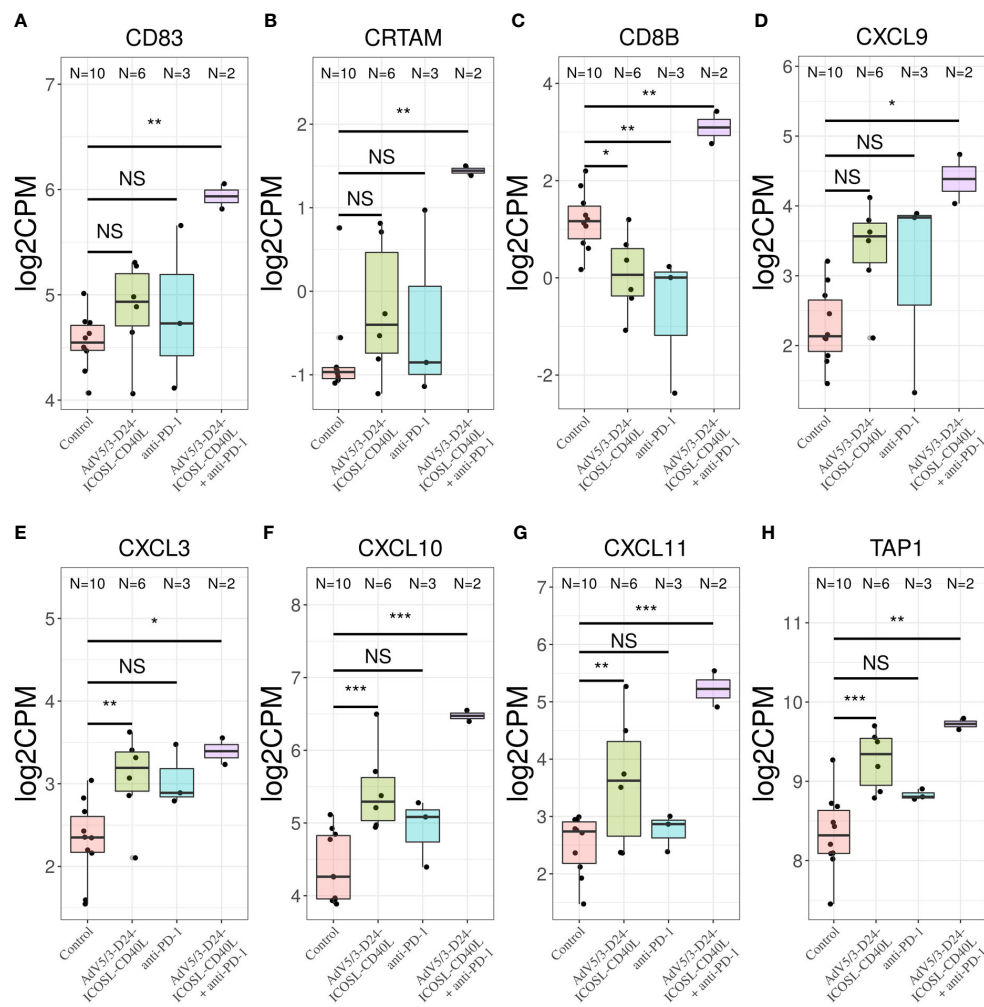 A
CD83
N=10 N=6 N=3 N=2
**
NS
NS
log2CPM
7
6
5
4
Control
AdV5/3-D24-
ICOSL-CD40L
anti-PD-1
AdV5/3-D24-
ICOSL-CD40L
+ anti-PD-1
B
CRTAM
N=10 N=6 N=3 N=2
**
NS
NS
log2CPM
2
1
0
-1
Control
AdV5/3-D24-
ICOSL-CD40L
anti-PD-1
AdV5/3-D24-
ICOSL-CD40L
+ anti-PD-1
C
CD8B
N=10 N=6 N=3 N=2
**
**
*
log2CPM
4
2
0
-2
Control
AdV5/3-D24-
ICOSL-CD40L
anti-PD-1
AdV5/3-D24-
ICOSL-CD40L
+ anti-PD-1
D
CXCL9
N=10 N=6 N=3 N=2
*
NS
NS
log2CPM
6
5
4
3
2
Control
AdV5/3-D24-
ICOSL-CD40L
anti-PD-1
AdV5/3-D24-
ICOSL-CD40L
+ anti-PD-1
E
CXCL3
N=10 N=6 N=3 N=2
*
NS
**
log2CPM
5
4
3
2
Control
AdV5/3-D24-
ICOSL-CD40L
anti-PD-1
AdV5/3-D24-
ICOSL-CD40L
+ anti-PD-1
F
CXCL10
N=10 N=6 N=3 N=2
***
NS
***
log2CPM
8
7
6
5
4
Control
AdV5/3-D24-
ICOSL-CD40L
anti-PD-1
AdV5/3-D24-
ICOSL-CD40L
+ anti-PD-1
G
CXCL11
N=10 N=6 N=3 N=2
***
NS
**
log2CPM
7
6
5
4
3
2
Control
AdV5/3-D24-
ICOSL-CD40L
anti-PD-1
AdV5/3-D24-
ICOSL-CD40L
+ anti-PD-1
H
TAP1
N=10 N=6 N=3 N=2
**
NS
***
log2CPM
11
10
9
8
Control
AdV5/3-D24-
ICOSL-CD40L
anti-PD-1
AdV5/3-D24-
ICOSL-CD40L
+ anti-PD-1